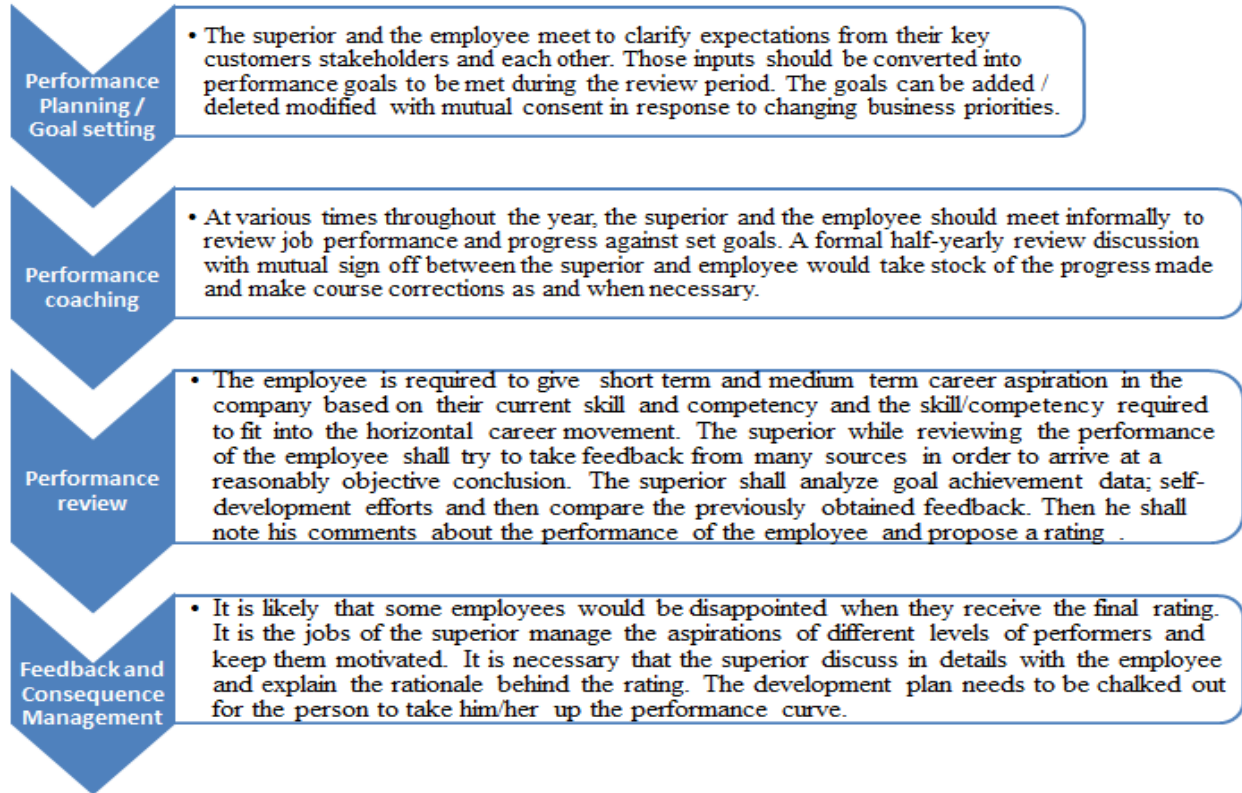 Performance
Planning /
Goal setting
• The superior and the employee meet to clarify expectations from their key
customers stakeholders and each other. Those inputs should be converted into
performance goals to be met during the review period. The goals can be added /
deleted modified with mutual consent in response to changing business priorities.
Performance
coaching
• At various times throughout the year, the superior and the employee should meet informally to
review job performance and progress against set goals. A formal half-yearly review discussion
with mutual sign off between the superior and employee would take stock of the progress made
and make course corrections as and when necessary.
Performance
review
• The employee is required to give short term and medium term career aspiration in the
company based on their current skill and competency and the skill/competency required
to fit into the horizontal career movement. The superior while reviewing the performance
of the employee shall try to take feedback from many sources in order to arrive at a
reasonably objective conclusion. The superior shall analyze goal achievement data; self-
development efforts and then compare the previously obtained feedback. Then he shall
note his comments about the performance of the employee and propose a rating .
Feedback and
Consequence
Management
• It is likely that some employees would be disappointed when they receive the final rating.
It is the jobs of the superior manage the aspirations of different levels of performers and
keep them motivated. It is necessary that the superior discuss in details with the employee
and explain the rationale behind the rating. The development plan needs to be chalked out
for the person to take him/her up the performance curve.